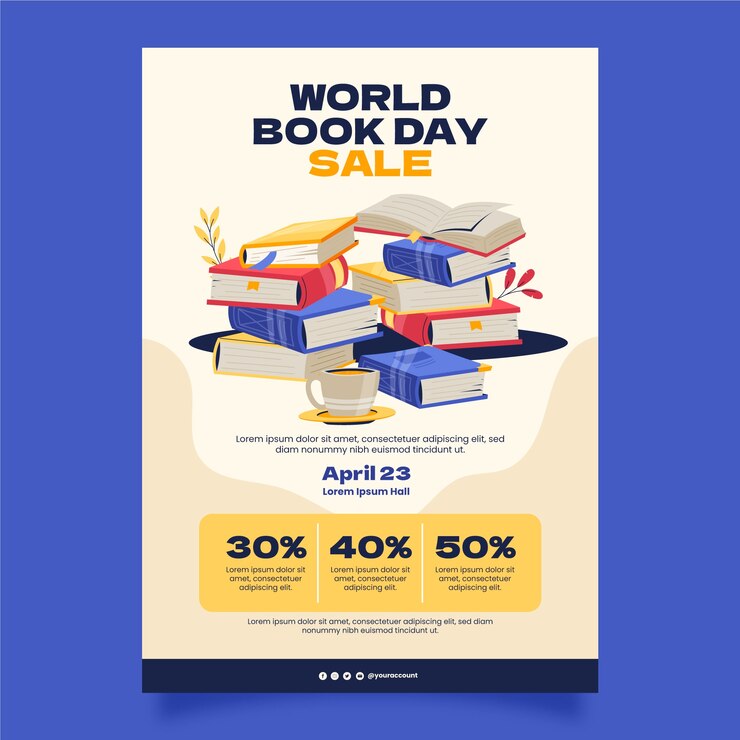 WORLD
BOOK DAY
SALE
Lorem ipsum dolor sit amet, consectetuer adipiscing elit, sed
diam nonummy nibh euismod tincidunt ut.
April 23
Lorem Ipsum Hall
30%
Lorem ipsum dolor sit
amet, consectetuer
adipiscing elit.
40%
Lorem ipsum dolor sit
amet, consectetuer
adipiscing elit.
50%
Lorem ipsum dolor sit
amet, consectetuer
adipiscing elit.
Lorem ipsum dolor sit amet, consectetuer adipiscing elit, sed
diam nonummy nibh euismod tincidunt ut.
@youraccount